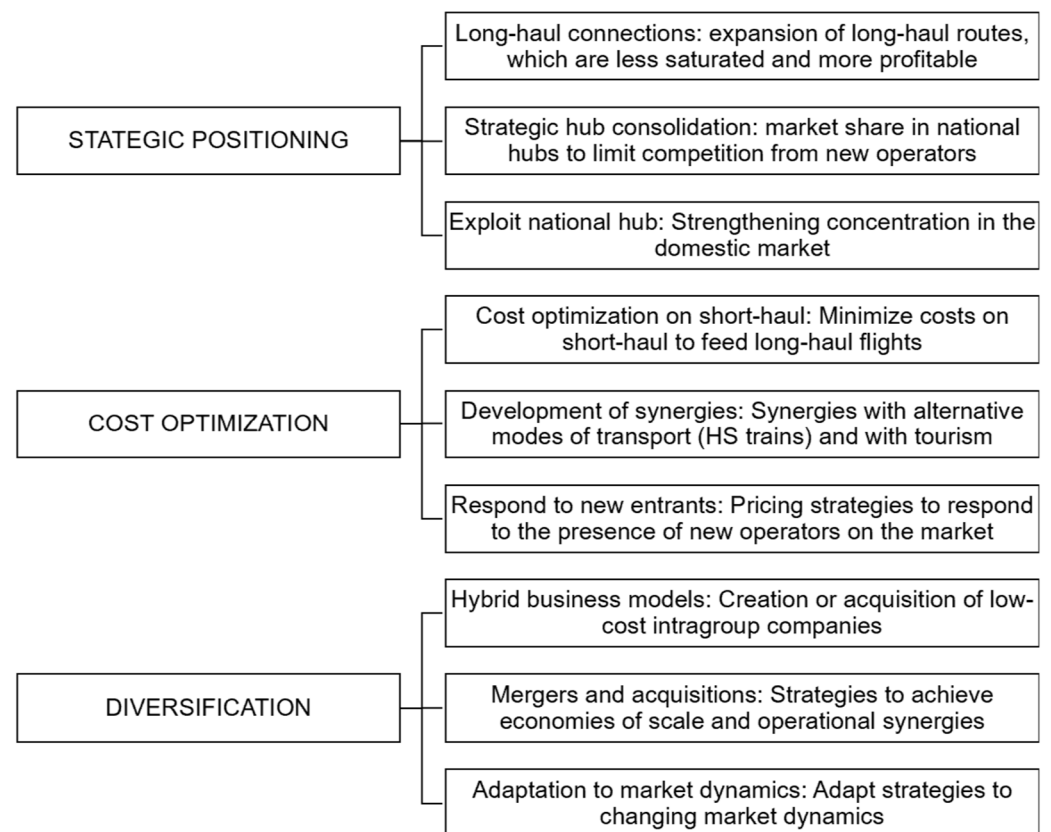 Long-haul connections: expansion of long-haul routes,
which are less saturated and more profitable
STATEGIC POSITIONING
Strategic hub consolidation: market share in national
hubs to limit competition from new operators
Exploit national hub: Strengthening concentration in the
domestic market
Cost optimization on short-haul: Minimize costs on
short-haul to feed long-haul flights
COST OPTIMIZATION
Development of synergies: Synergies with alternative
modes of transport (HS trains) and with tourism
Respond to new entrants: Pricing strategies to respond
to the presence of new operators on the market
Hybrid business models: Creation or acquisition of low-
cost intragroup companies
DIVERSIFICATION
Mergers and acquisitions: Strategies to achieve
economies of scale and operational synergies
Adaptation to market dynamics: Adapt strategies to
changing market dynamics